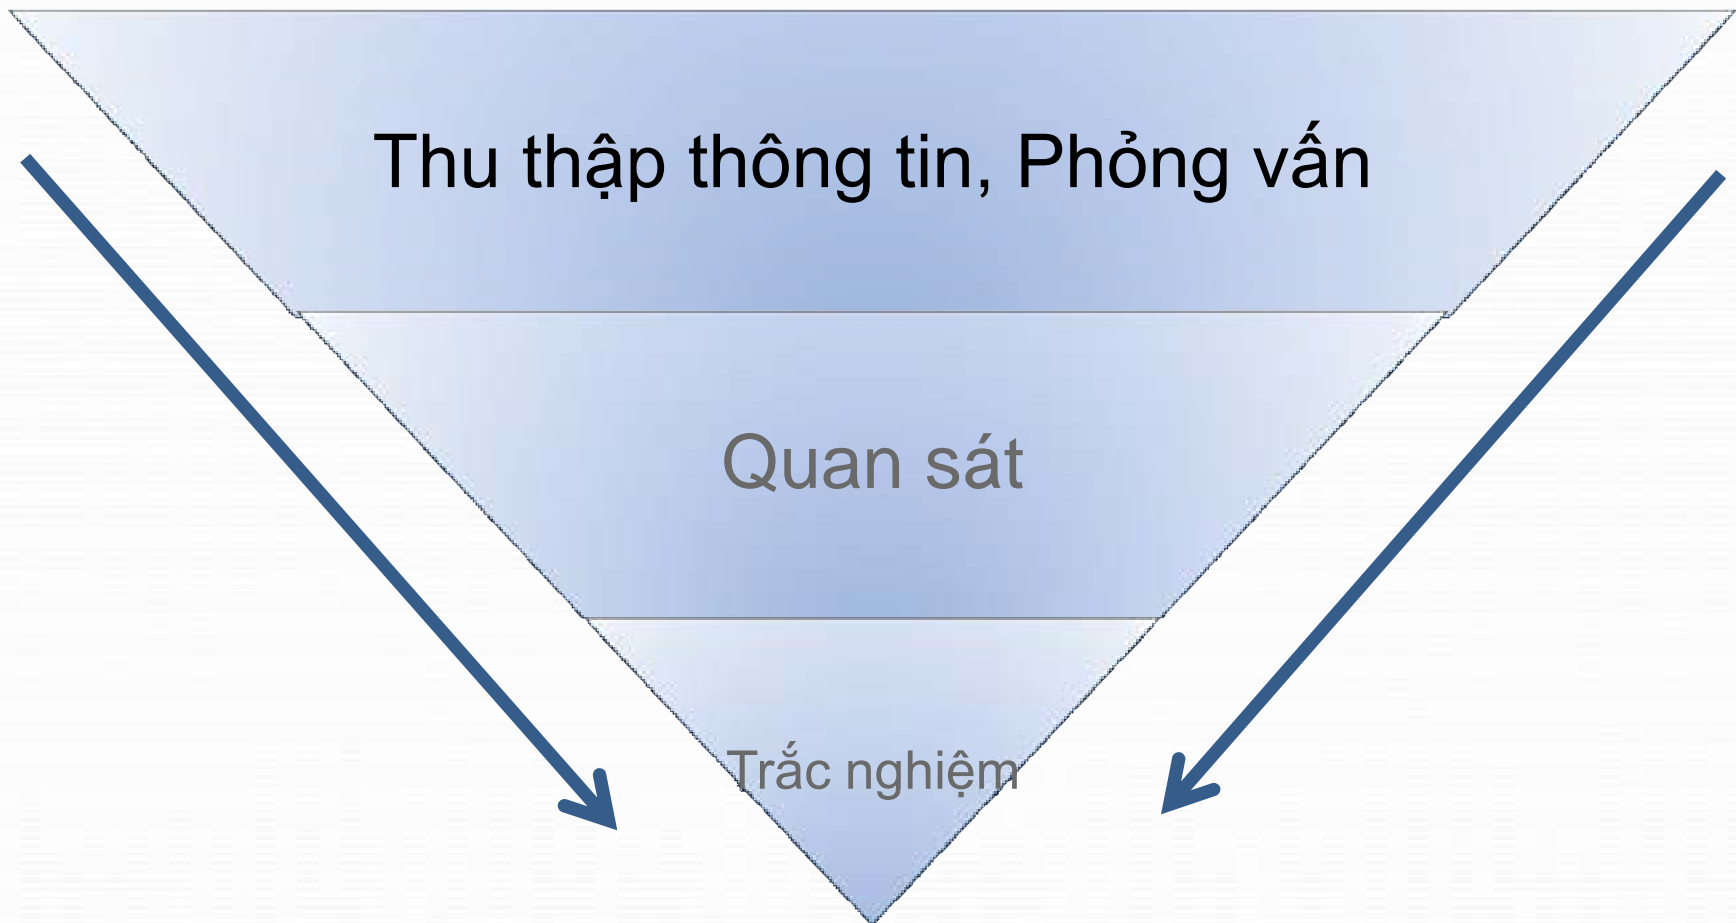 Thu thập thông tin, Phỏng vấn
Quan sát
Trắc nghiệm